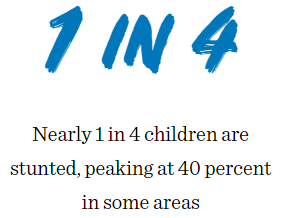 1 IN 4
Nearly 1 in 4 children are
stunted, peaking at 40 percent
in some areas